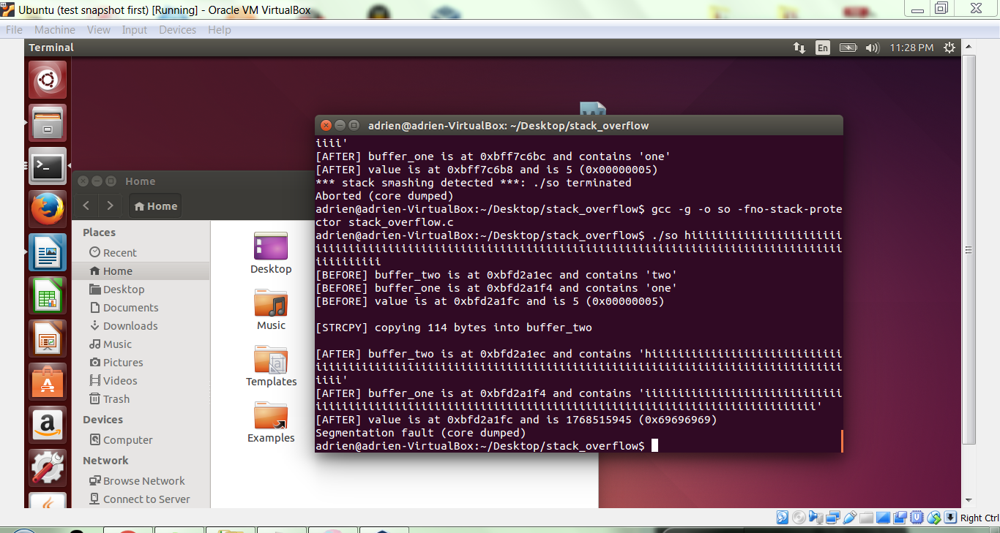 Ubuntu (test snapshot first) [Running] - Oracle VM VirtualBox
File Machine View Input Devices Help
Terminal
En
11:28 PM
adrien@adrien-VirtualBox: ~/Desktop/stack_overflow
iiii'
[AFTER] buffer_one is at 0xbff7c6bc and contains 'one'
[AFTER] value is at 0xbff7c6b8 and is 5 (0x00000005)
*** stack smashing detected ***: ./so terminated
Aborted (core dumped)
adrien@adrien-VirtualBox:~/Desktop/stack_overflow$ gcc -g -o so -fno-stack-prote
ctor stack_overflow.c
adrien@adrien-VirtualBox:~/Desktop/stack_overflow$ ./so hiiiiiiiiiiiiiiiiiiiiiii
iiiiiiiiiiiiiiiiiiiiiiiiiiiiiiiiiiiiiiiiiiiiiiiiiiiiiiiiiiiiiiiiiiiiiiiiiiiiiiii
iiiiiiiiii
[BEFORE] buffer_two is at 0xbfd2a1ec and contains 'two'
[BEFORE] buffer_one is at 0xbfd2a1f4 and contains 'one'
[BEFORE] value is at 0xbfd2a1fc and is 5 (0x00000005)
[STRCPY] copying 114 bytes into buffer_two
[AFTER] buffer_two is at 0xbfd2a1ec and contains 'hiiiiiiiiiiiiiiiiiiiiiiiiiiiii
iiiiiiiiiiiiiiiiiiiiiiiiiiiiiiiiiiiiiiiiiiiiiiiiiiiiiiiiiiiiiiiiiiiiiiiiiiiiiiii
iiii'
[AFTER] buffer_one is at 0xbfd2a1f4 and contains 'iiiiiiiiiiiiiiiiiiiiiiiiiiiiii
iiiiiiiiiiiiiiiiiiiiiiiiiiiiiiiiiiiiiiiiiiiiiiiiiiiiiiiiiiiiiiiiiiiiiiiiiiii'
[AFTER] value is at 0xbfd2a1fc and is 1768515945 (0x69696969)
Segmentation fault (core dumped)
adrien@adrien-VirtualBox:~/Desktop/stack_overflow$
Home
Home
Places
Recent
Home
Desktop
Documents
Downloads
Music
Pictures
Videos
Trash
Devices
Computer
Network
Browse Network
Connect to Server
Desktop
Music
Templates
Examples
Right Ctrl